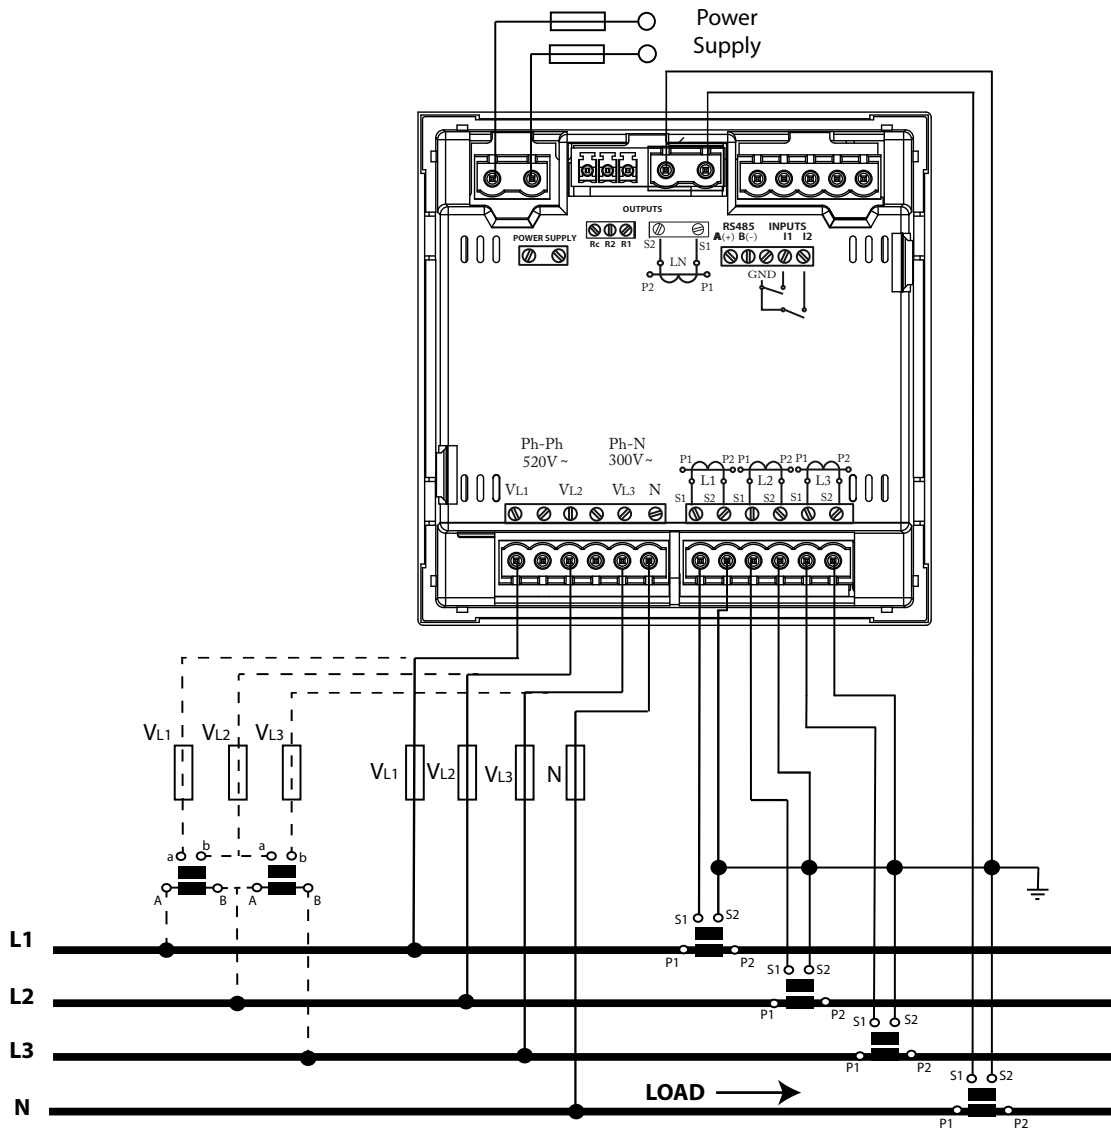 Power
Supply
OUTPUTS
POWER SUPPLY
Rc R2 R1
S2 S1
LN
P2 P1
RS485 INPUTS
A(+) B(-) I1 I2
GND
Ph-Ph
520V ~
Ph-N
300V ~
VL1 VL2 VL3 N
P1 P2 P1 P2 P1 P2
L1 L2 L3
S1 S2 S1 S2 S1 S2
VL1 VL2 VL3
VL1 VL2 VL3 N
a b a b
A B A B
S1 S2
L1
P1 P2
S1 S2
L2
P1 P2
S1 S2
L3
P1 P2
S1 S2
LOAD
N
P1 P2